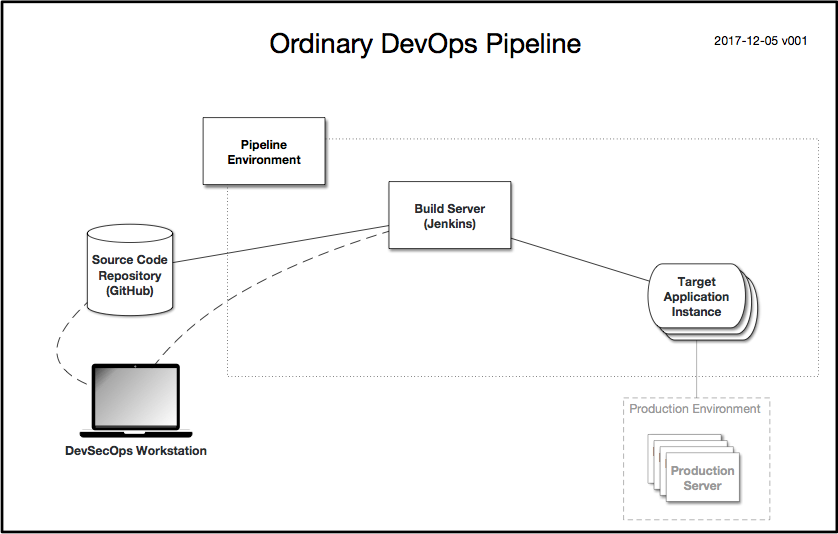 Ordinary DevOps Pipeline
2017-12-05 v001
Pipeline
Environment
Build Server
(Jenkins)
Source Code
Repository
(GitHub)
Target
Application
Instance
DevSecOps Workstation
Production Environment
Production
Server